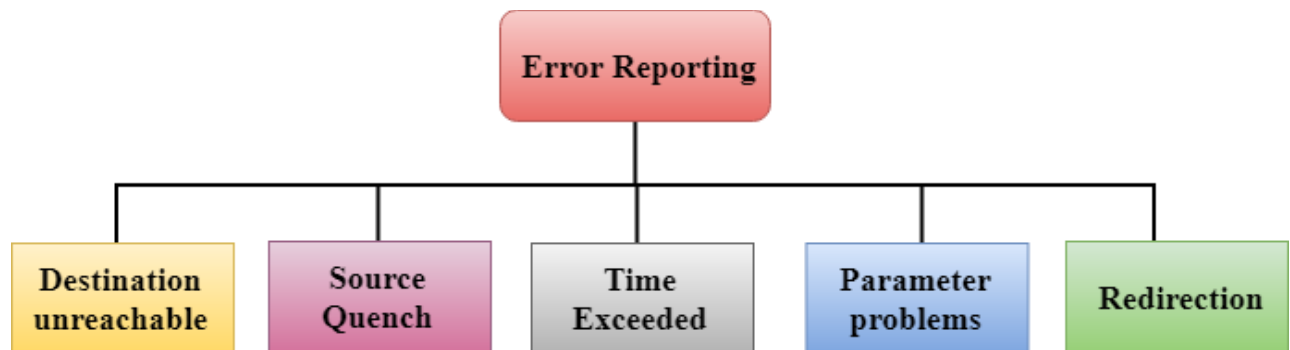 Error Reporting
Destination
unreachable
Source
Quench
Time
Exceeded
Parameter
problems
Redirection